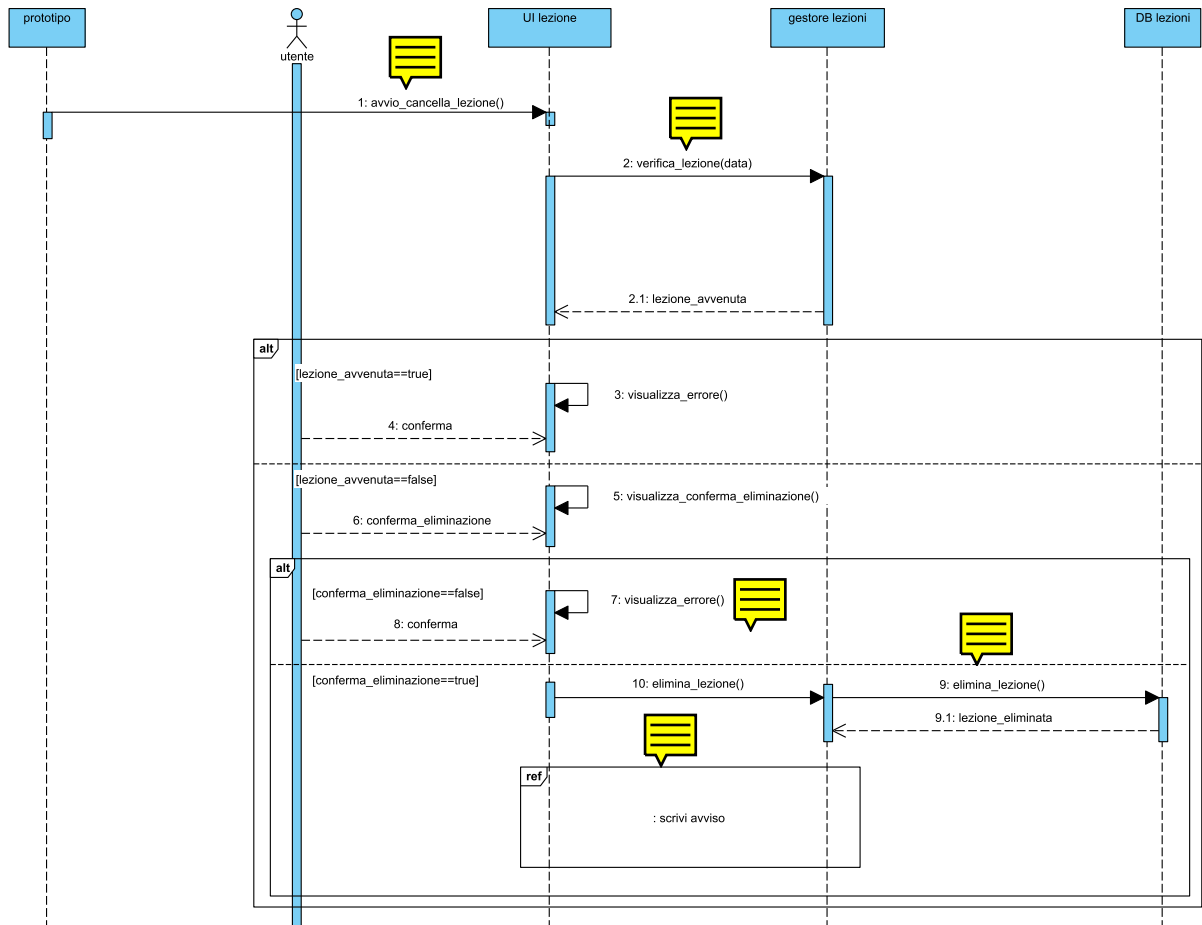 prototipo
utente
UI lezione
gestore lezioni
DB lezioni
1: avvio_cancella_lezione()
2: verifica_lezione(data)
2.1: lezione_avvenuta
alt
[lezione_avvenuta==true]
3: visualizza_errore()
4: conferma
[lezione_avvenuta==false]
5: visualizza_conferma_eliminazione()
6: conferma_eliminazione
alt
[conferma_eliminazione==false]
7: visualizza_errore()
8: conferma
[conferma_eliminazione==true]
10: elimina_lezione()
9: elimina_lezione()
9.1: lezione_eliminata
ref
: scrivi avviso